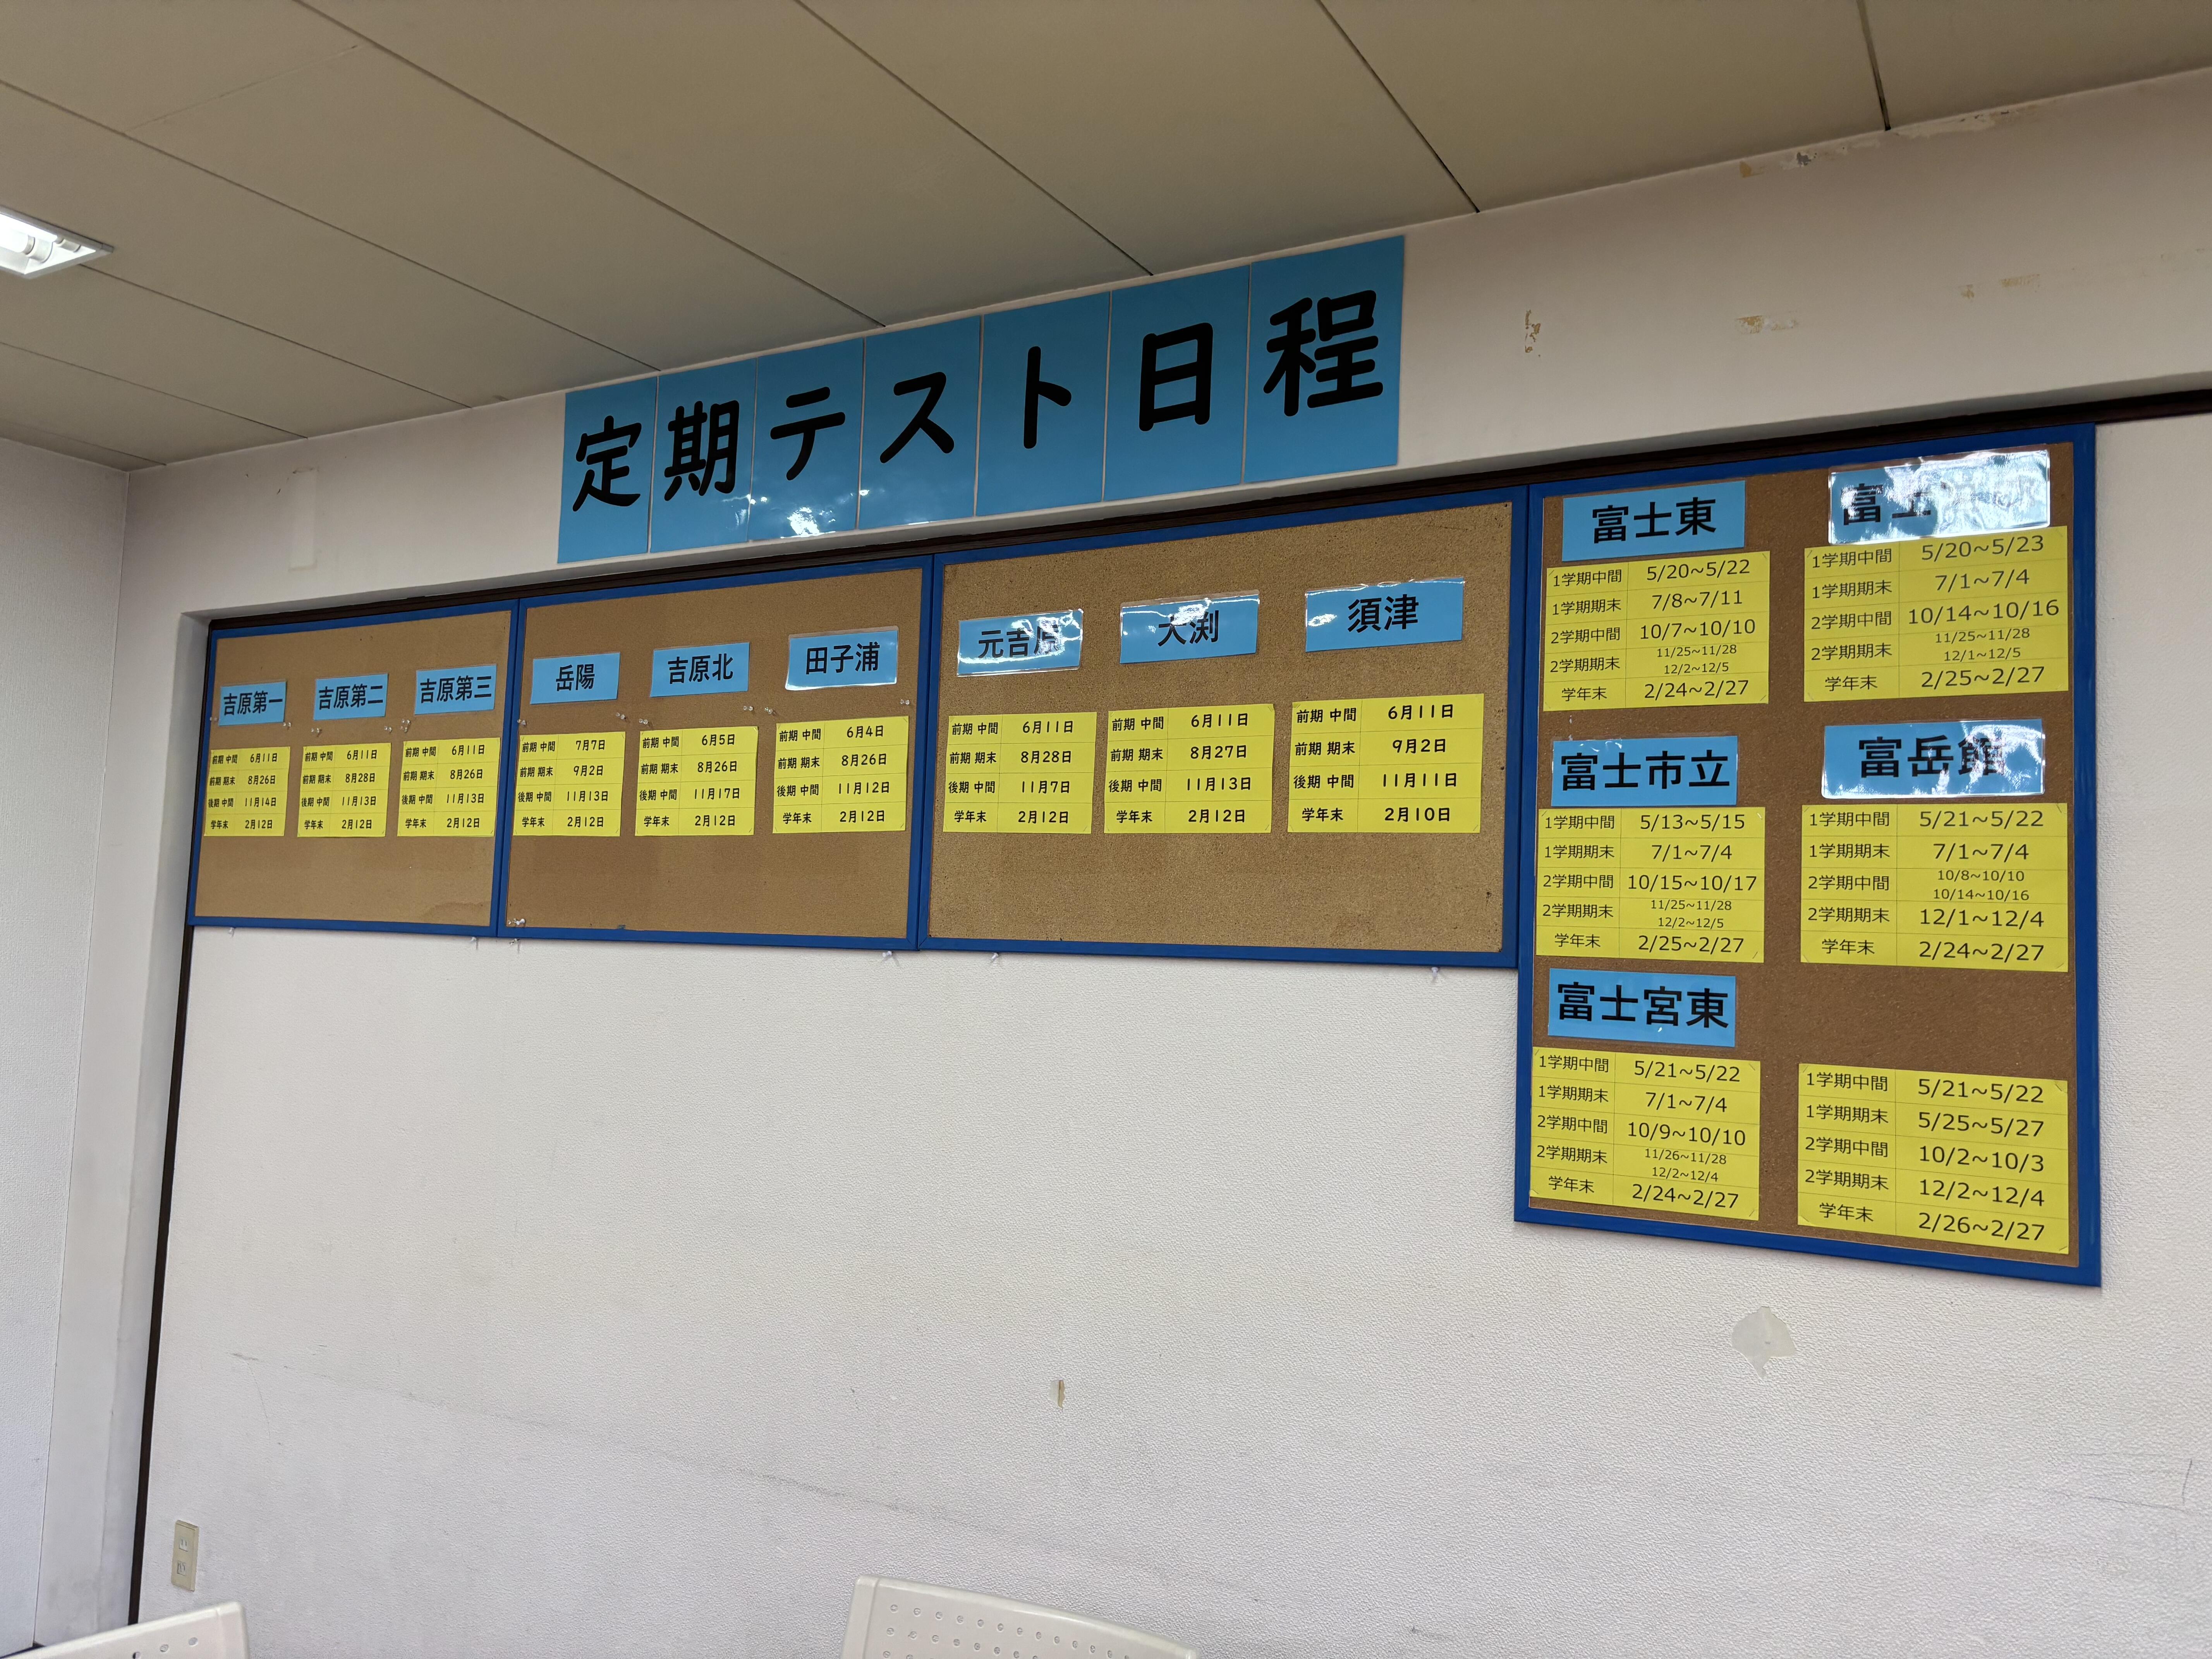 定期テスト日程
吉原第一
前期 中間 6月11日
前期 期末 8月26日
後期 中間 11月14日
学年末 2月12日
吉原第二
前期 中間 6月11日
前期 期末 8月28日
後期 中間 11月13日
学年末 2月12日
吉原第三
前期 中間 6月11日
前期 期末 8月26日
後期 中間 11月13日
学年末 2月12日
岳陽
前期 中間 7月7日
前期 期末 9月2日
後期 中間 11月13日
学年末 2月12日
吉原北
前期 中間 6月5日
前期 期末 8月26日
後期 中間 11月17日
学年末 2月12日
田子浦
前期 中間 6月4日
前期 期末 8月26日
後期 中間 11月12日
学年末 2月12日
元吉原
前期 中間 6月11日
前期 期末 8月28日
後期 中間 11月7日
学年末 2月12日
大渕
前期 中間 6月11日
前期 期末 8月27日
後期 中間 11月13日
学年末 2月12日
須津
前期 中間 6月11日
前期 期末 9月2日
後期 中間 11月11日
学年末 2月10日
富士東
1学期中間 5/20~5/22
1学期期末 7/8~7/11
2学期中間 10/7~10/10
2学期期末 11/25~11/28
12/2~12/5
学年末 2/24~2/27
1学期中間 5/20~5/23
1学期期末 7/1~7/4
2学期中間 10/14~10/16
2学期期末 11/25~11/28
12/1~12/5
学年末 2/25~2/27
富士市立
1学期中間 5/13~5/15
1学期期末 7/1~7/4
2学期中間 10/15~10/17
2学期期末 11/25~11/28
12/2~12/5
学年末 2/25~2/27
富岳館
1学期中間 5/21~5/22
1学期期末 7/1~7/4
2学期中間 10/8~10/10
10/14~10/16
2学期期末 12/1~12/4
学年末 2/24~2/27
富士宮東
1学期中間 5/21~5/22
1学期期末 7/1~7/4
2学期中間 10/9~10/10
2学期期末 11/26~11/28
12/2~12/4
学年末 2/24~2/27
1学期中間 5/21~5/22
1学期期末 5/25~5/27
2学期中間 10/2~10/3
2学期期末 12/2~12/4
学年末 2/26~2/27